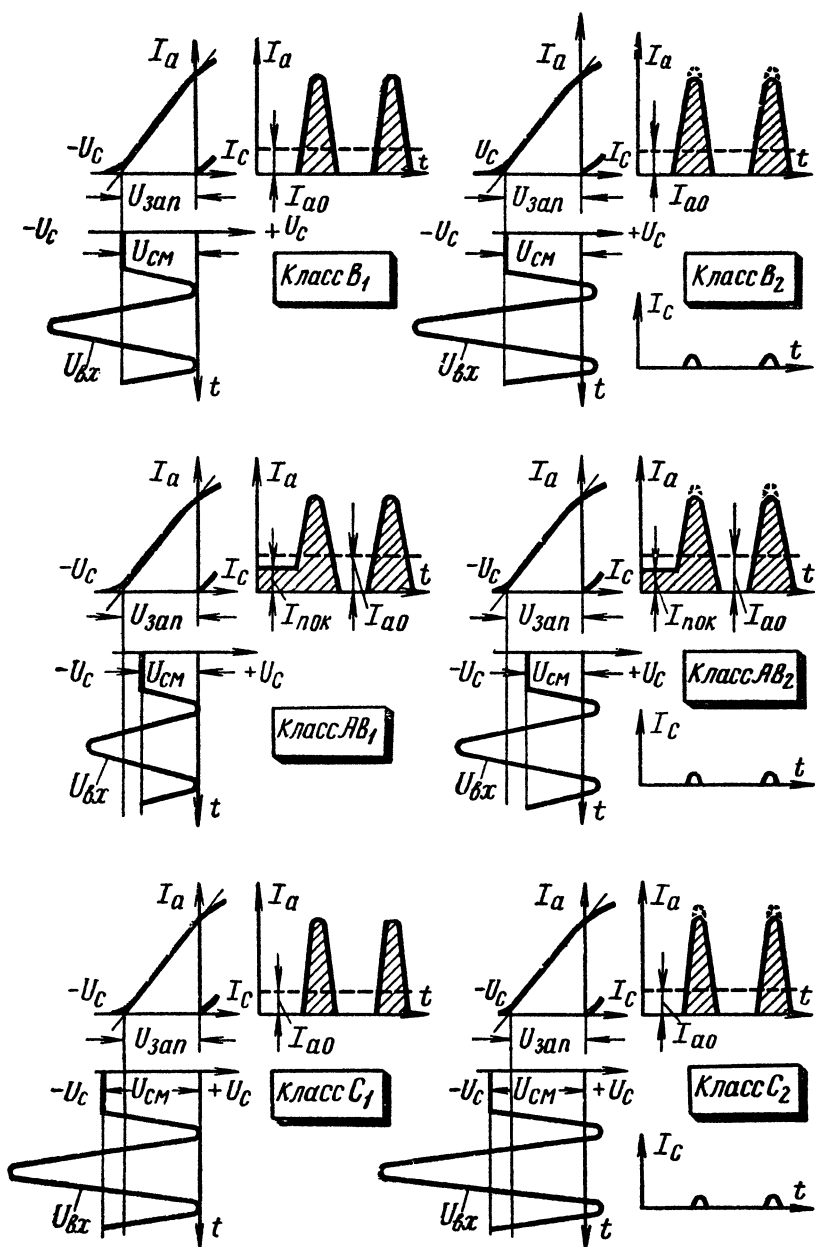 Iа
Iа
-Uс
Iс
t
Uзап
Iа0
-Uс
+Uс
Uсм
Класс B1
Uвх
t
Iа
Iа
Uс
Iс
t
Uзап
Iа0
-Uс
+Uс
Uсм
Класс B2
Iс
t
Uвх
t
Iа
Iа
-Uс
Iс
t
Uзап
Iпок
Iа0
-Uс
Uсм
+Uс
Класс AB1
Uвх
t
Iа
Iа
-Uс
Iс
t
Uзап
Iпок
Iа0
-Uс
Uсм
+Uс
Класс AB2
Iс
t
Uвх
t
Iа
Iа
-Uс
Iс
t
Uзап
Iа0
-Uс
Uсм
+Uс
Класс C1
Uвх
t
Iа
Iа
-Uс
Iс
t
Uзап
Iа0
-Uс
Uсм
+Uс
Класс C2
Iс
t
Uвх
t